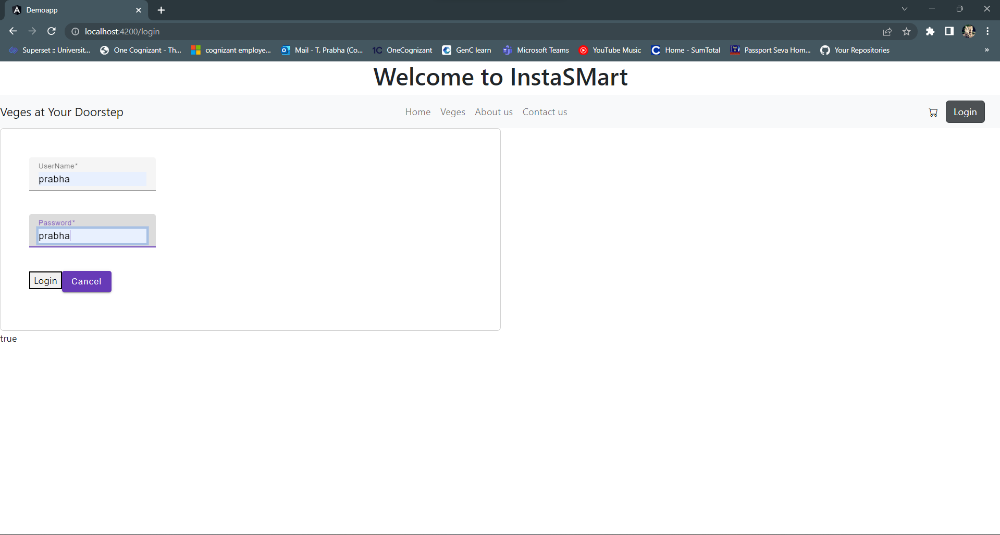 Demoapp
localhost:4200/login
Superset :: Universit... One Cognizant - Th... cognizant employe... Mail - T, Prabha (Co... 1C OneCognizant GenC learn Microsoft Teams YouTube Music Home - SumTotal Passport Seva Hom... Your Repositories »
Welcome to InstaSMart
Veges at Your Doorstep Home Veges About us Contact us Login
UserName*
prabha
Password*
prabha
Login Cancel
true